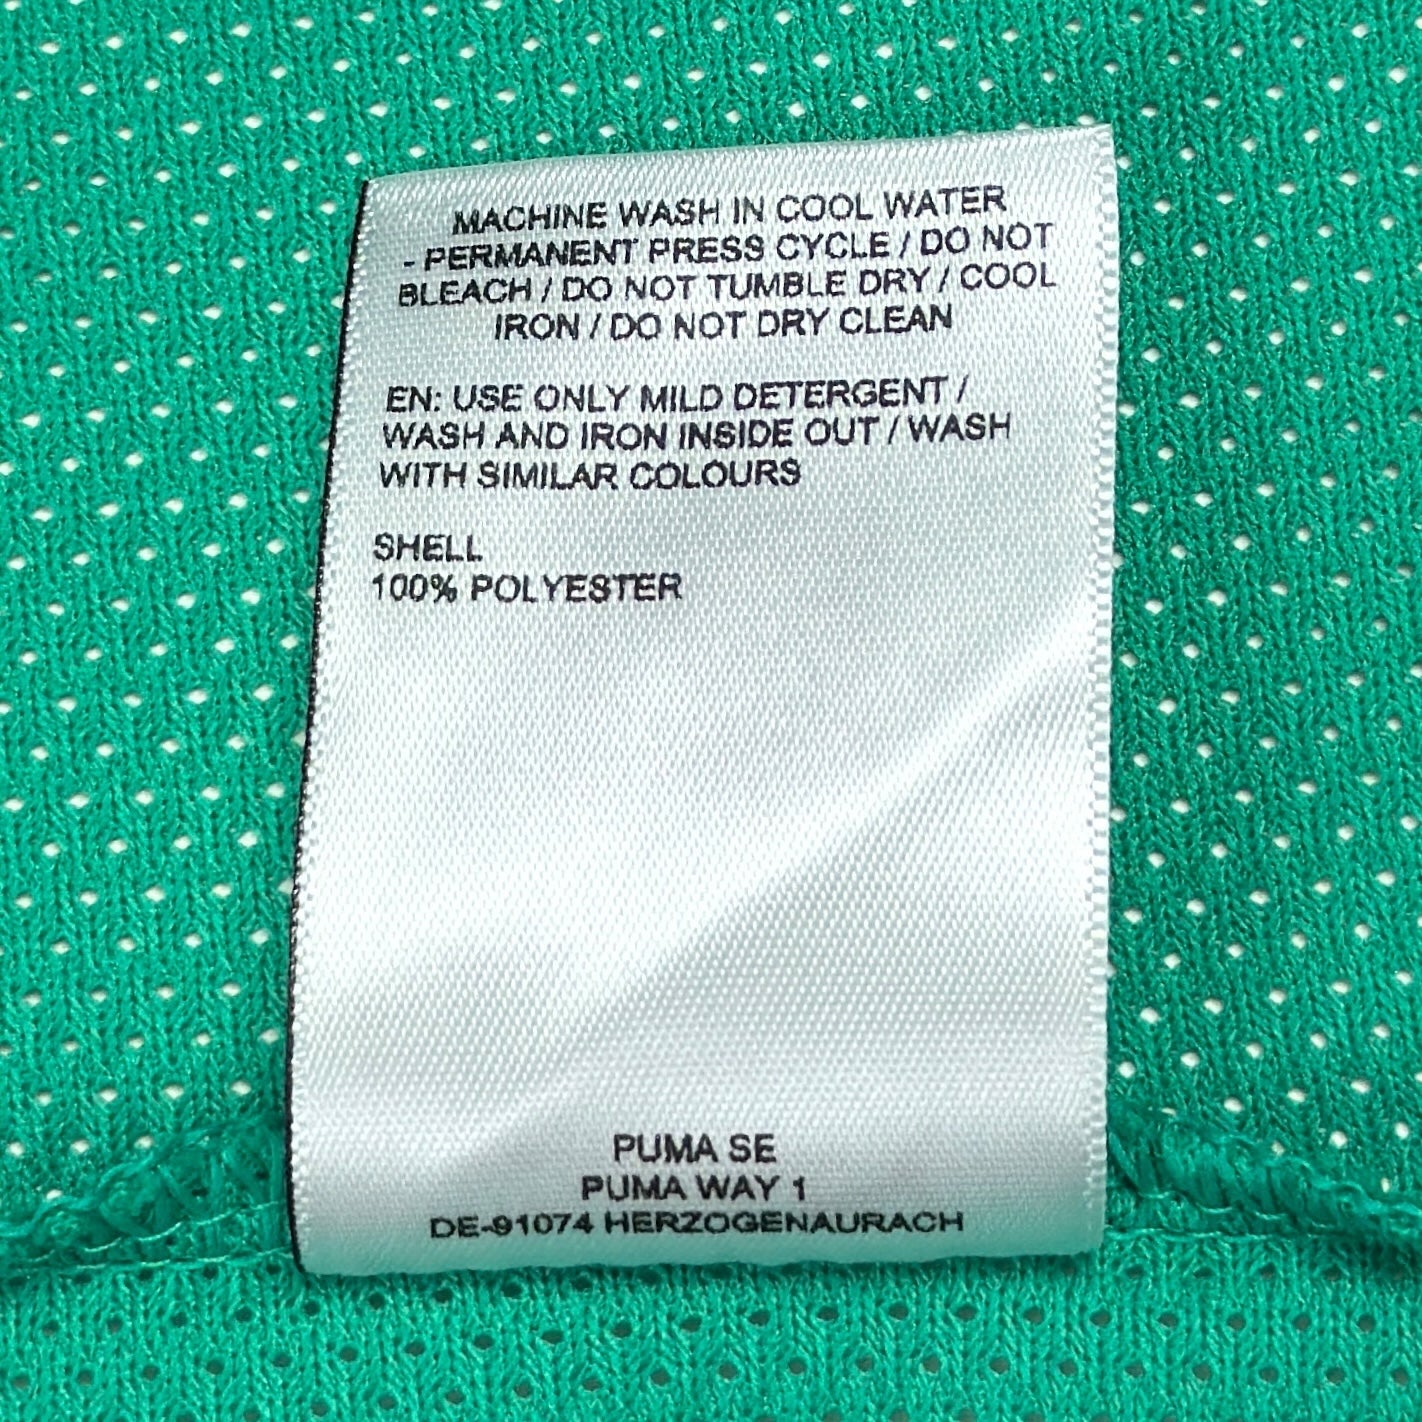 MACHINE WASH IN COOL WATER
- PERMANENT PRESS CYCLE / DO NOT
BLEACH / DO NOT TUMBLE DRY / COOL
IRON / DO NOT DRY CLEAN
EN: USE ONLY MILD DETERGENT /
WASH AND IRON INSIDE OUT / WASH
WITH SIMILAR COLOURS
SHELL
100% POLYESTER
PUMA SE
PUMA WAY 1
DE-91074 HERZOGENAURACH